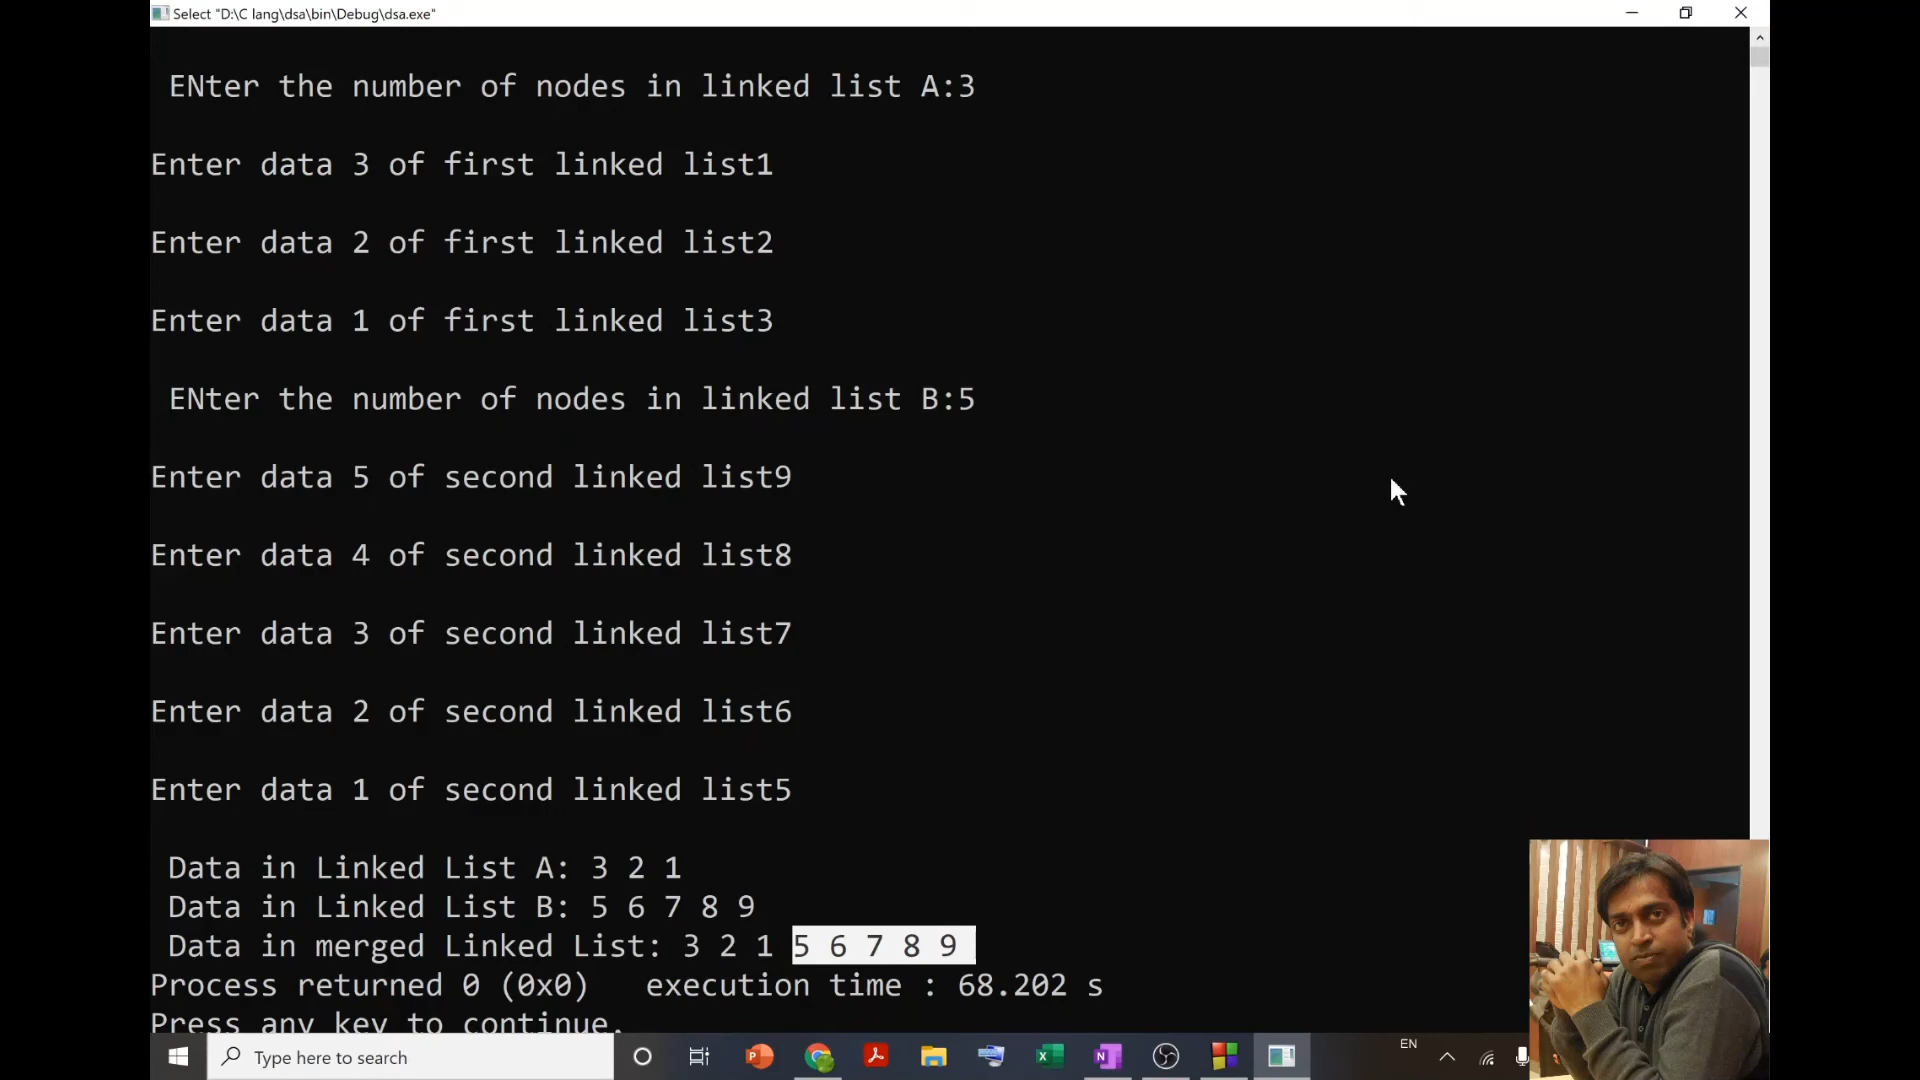 Select "D:\C lang\dsa\bin\Debug\dsa.exe"
ENter the number of nodes in linked list A:3
Enter data 3 of first linked list1
Enter data 2 of first linked list2
Enter data 1 of first linked list3
ENter the number of nodes in linked list B:5
Enter data 5 of second linked list9
Enter data 4 of second linked list8
Enter data 3 of second linked list7
Enter data 2 of second linked list6
Enter data 1 of second linked list5
Data in Linked List A: 3 2 1
Data in Linked List B: 5 6 7 8 9
Data in merged Linked List: 3 2 1 5 6 7 8 9
Process returned 0 (0x0)   execution time : 68.202 s
Press any key to continue.
Type here to search
EN